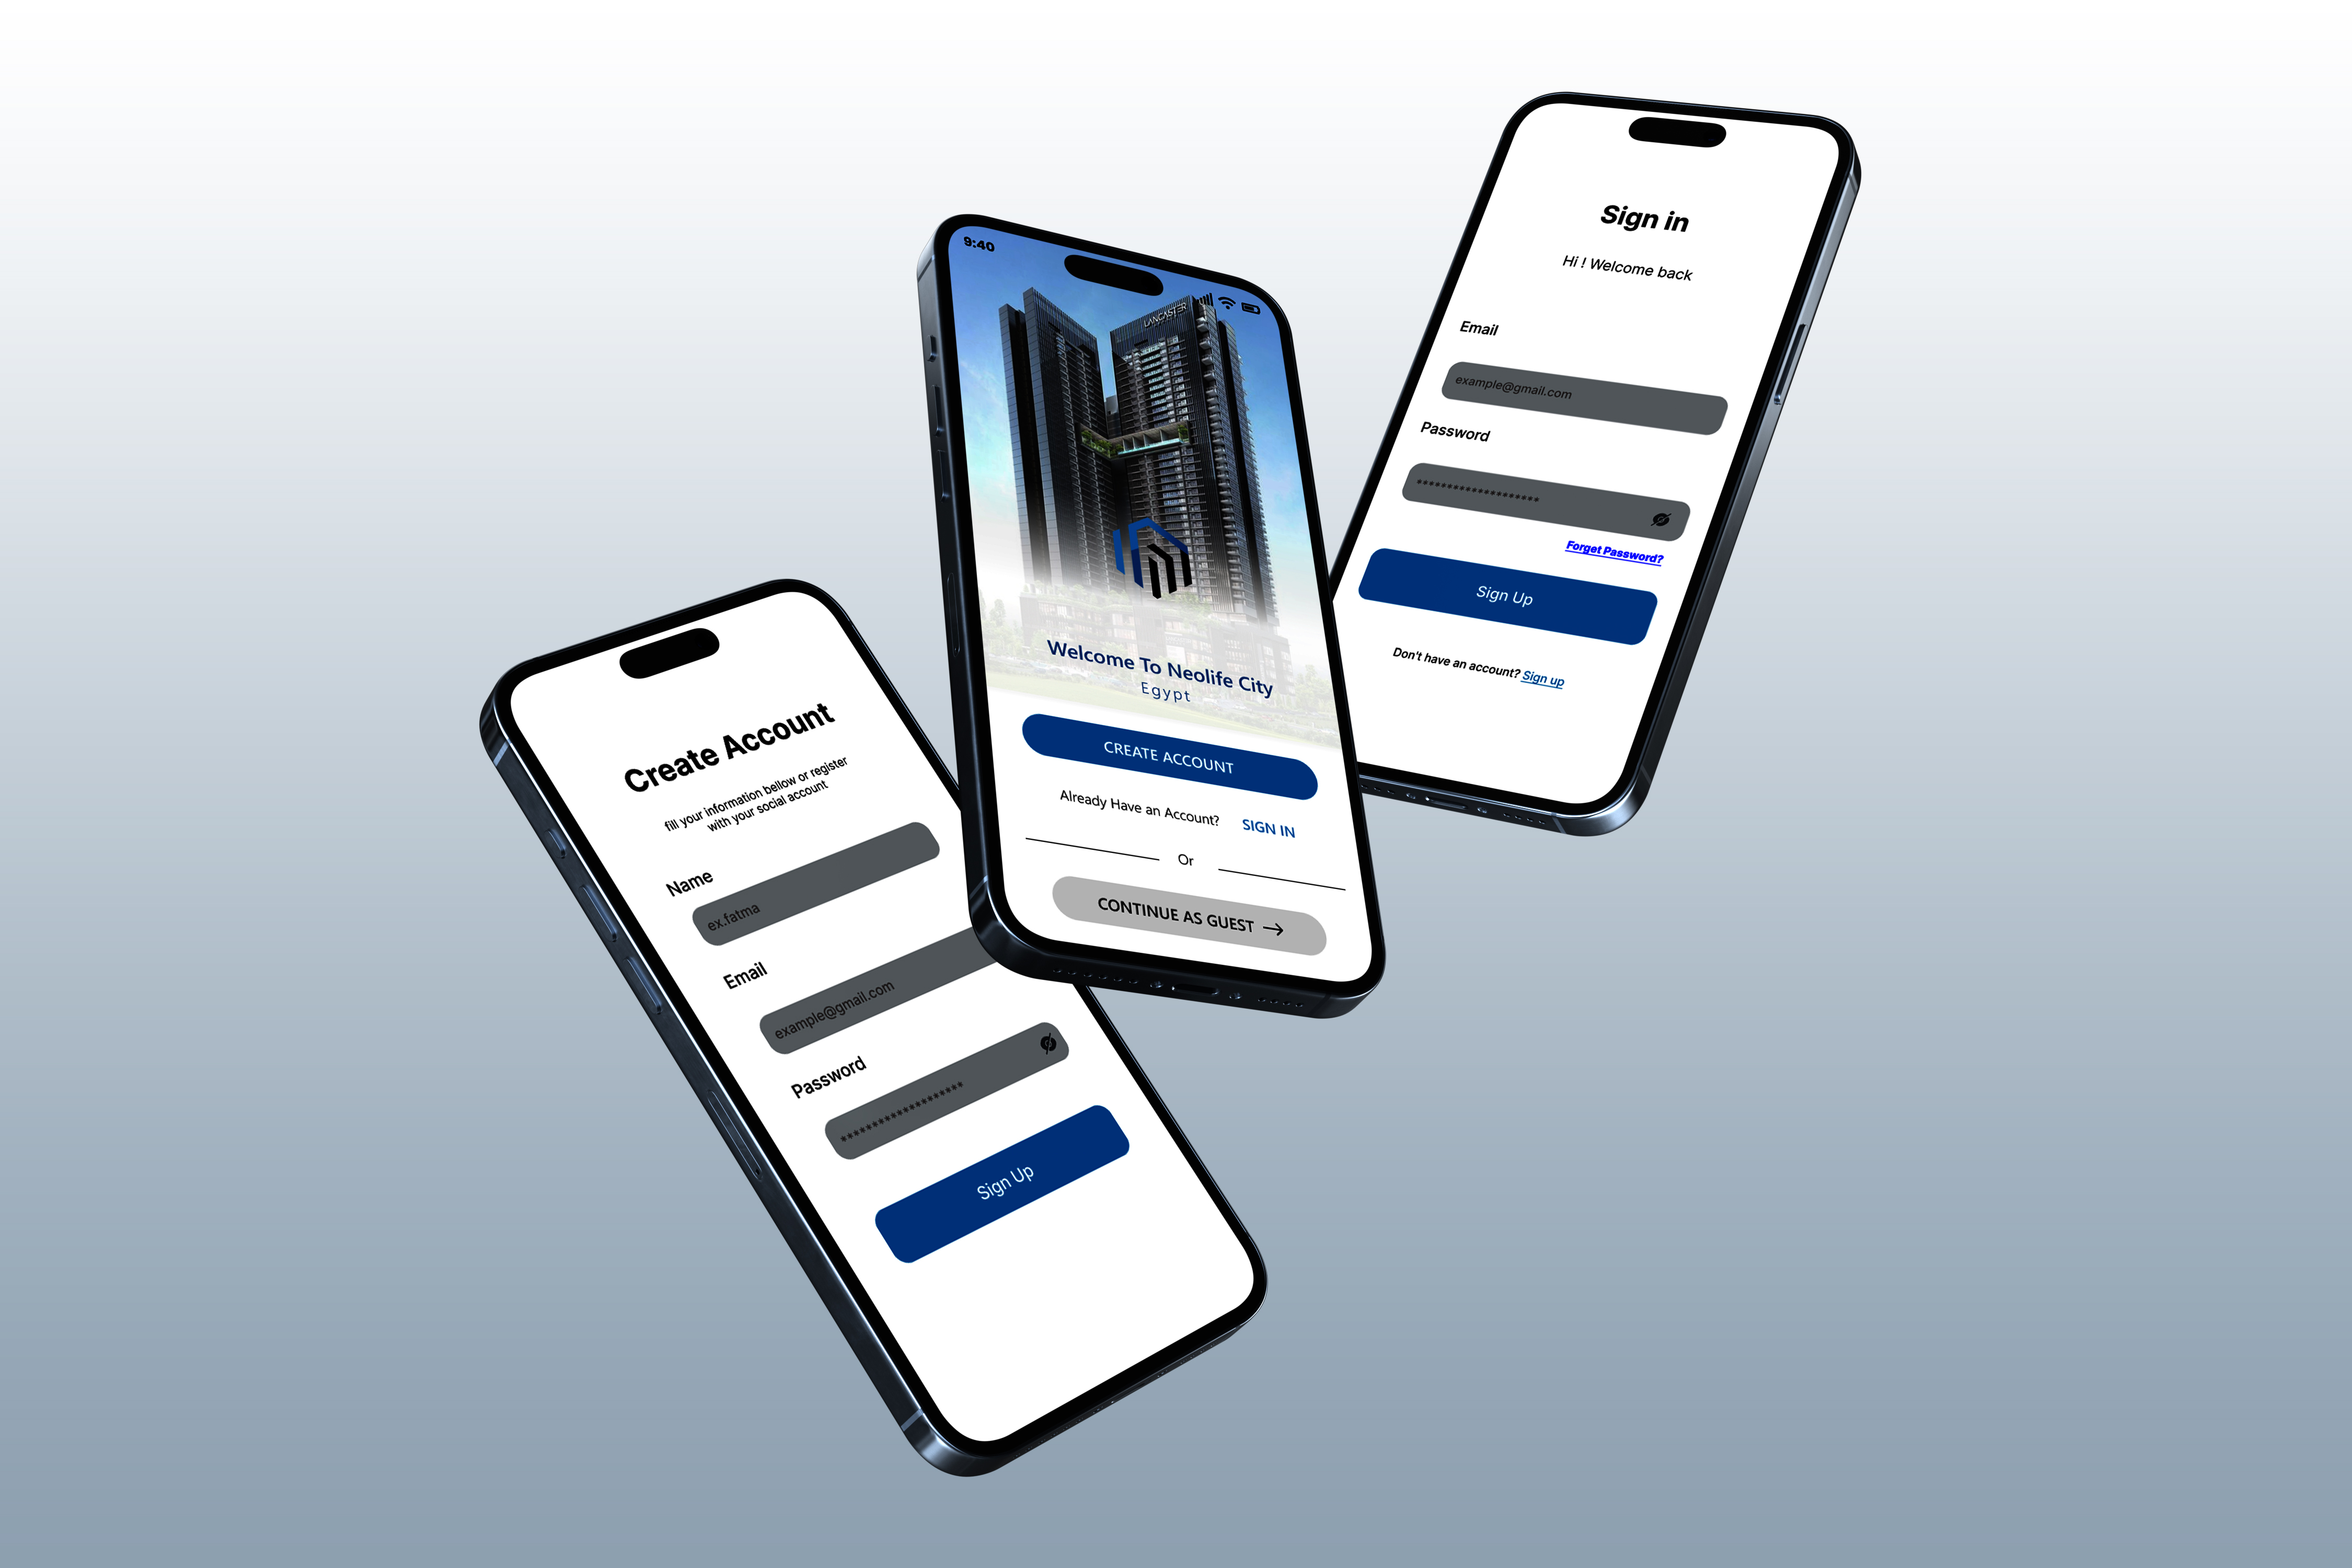 Create Account
fill your information bellow or register
with your social account
Name
ex.fatma
Email
example@gmail.com
Password
********************
Sign Up
9:40
LANCASTER
Welcome To Neolife City
Egypt
CREATE ACCOUNT
Already Have an Account? SIGN IN
Or
CONTINUE AS GUEST →
Sign in
Hi ! Welcome back
Email
example@gmail.com
Password
********************
Forget Password?
Sign Up
Don't have an account? Sign up